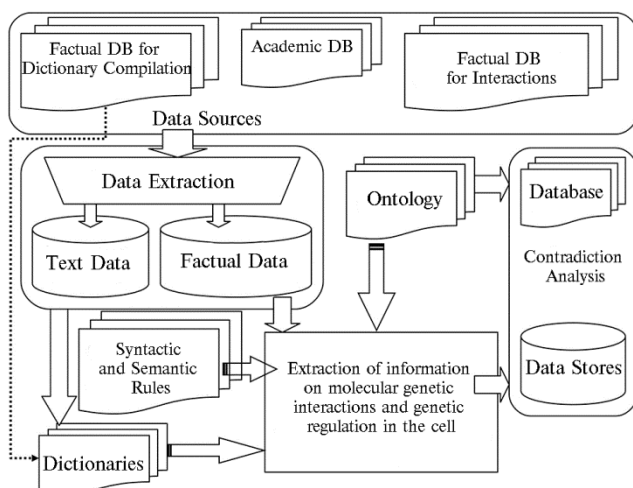 Factual DB for
Dictionary Compilation
Academic DB
Factual DB
for Interactions
Data Sources
Data Extraction
Text Data
Factual Data
Ontology
Database
Contradiction
Analysis
Data Stores
Syntactic
and Semantic
Rules
Extraction of information
on molecular genetic
interactions and genetic
regulation in the cell
Dictionaries